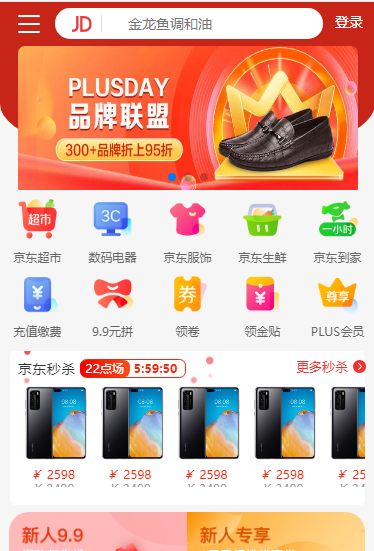 JD 金龙鱼调和油 登录
PLUSDAY
品牌联盟
300+品牌折上95折
超市 3C 一小时
京东超市 数码电器 京东服饰 京东生鲜 京东到家
¥ 券 ¥ 尊享
充值缴费 9.9元拼 领卷 领金贴 PLUS会员
京东秒杀 22点场 5:59:50 更多秒杀
¥ 2598 ¥ 2598 ¥ 2598 ¥ 2598 ¥ 2598
新人9.9 新人专享